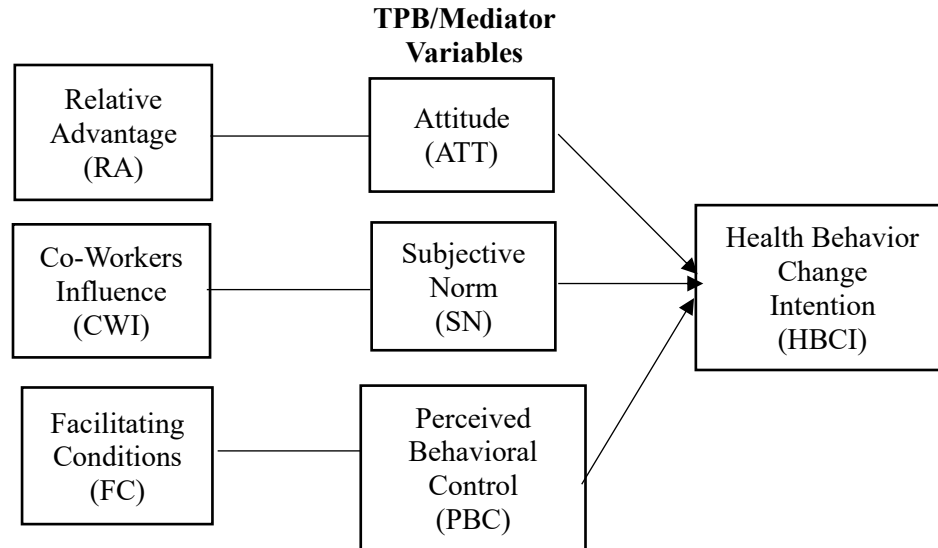 TPB/Mediator
Variables
Relative
Advantage
(RA)
Attitude
(ATT)
Co-Workers
Influence
(CWI)
Subjective
Norm
(SN)
Health Behavior
Change
Intention
(HBCI)
Facilitating
Conditions
(FC)
Perceived
Behavioral
Control
(PBC)